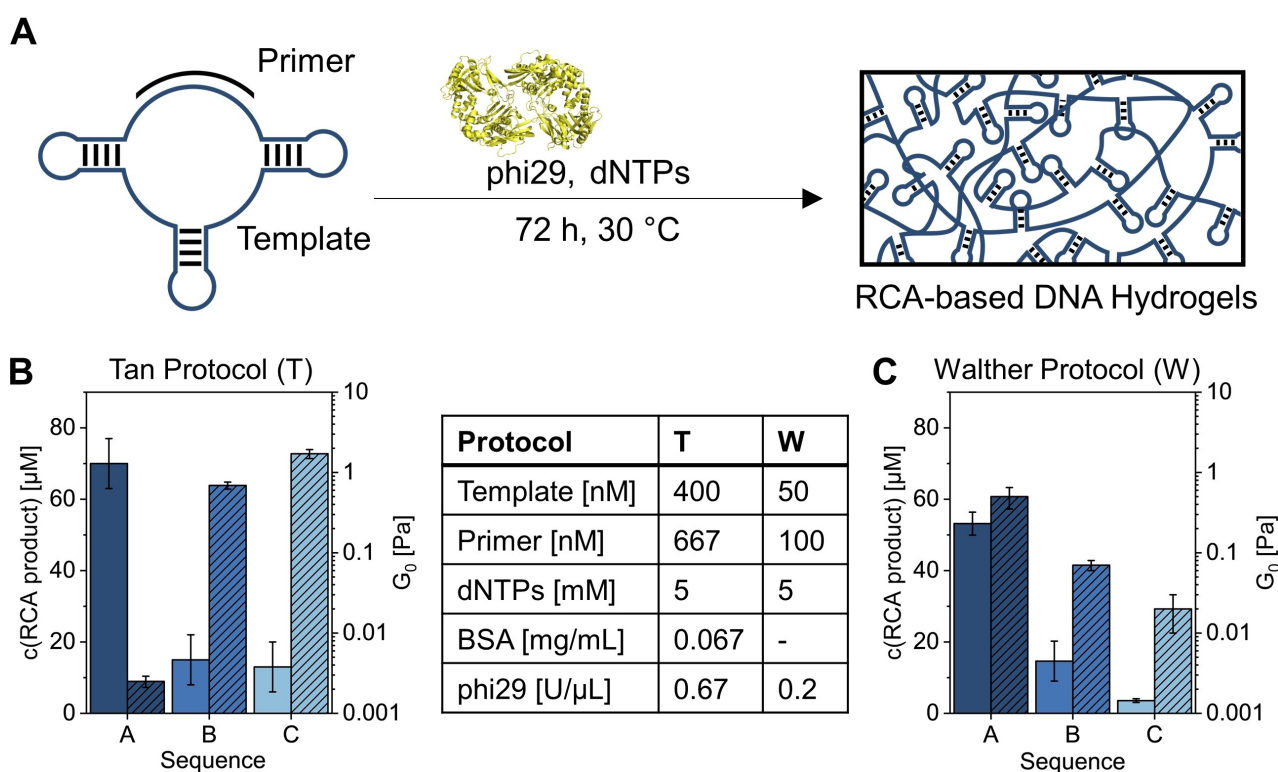 A
Primer
Template
phi29, dNTPs
72 h, 30 °C
RCA-based DNA Hydrogels
B
Tan Protocol (T)
c(RCA product) [µM]
80
60
40
20
0
10
1
0.1
0.01
0.001
G₀ [Pa]
A B C
Sequence
Protocol T W
Template [nM] 400 50
Primer [nM] 667 100
dNTPs [mM] 5 5
BSA [mg/mL] 0.067 -
phi29 [U/µL] 0.67 0.2
C
Walther Protocol (W)
c(RCA product) [µM]
80
60
40
20
0
10
1
0.1
0.01
0.001
G₀ [Pa]
A B C
Sequence